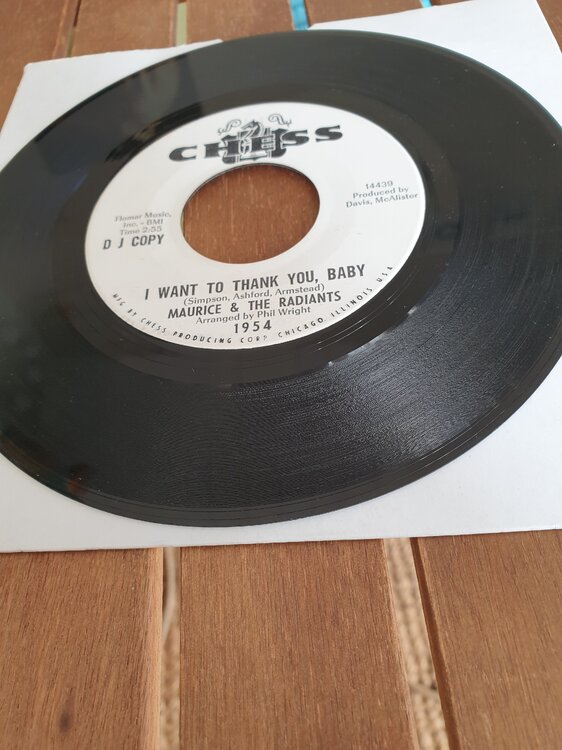 CHESS
14439
Produced by
Davis, McAlistor
Flomar Music,
Inc. - BMI
Time 2:55
D J COPY
I WANT TO THANK YOU, BABY
(Simpson, Ashford, Armstead)
MAURICE & THE RADIANTS
Arranged by Phil Wright
1954
MFG BY CHESS PRODUCING CORP. CHICAGO, ILLINOIS U.S.A.